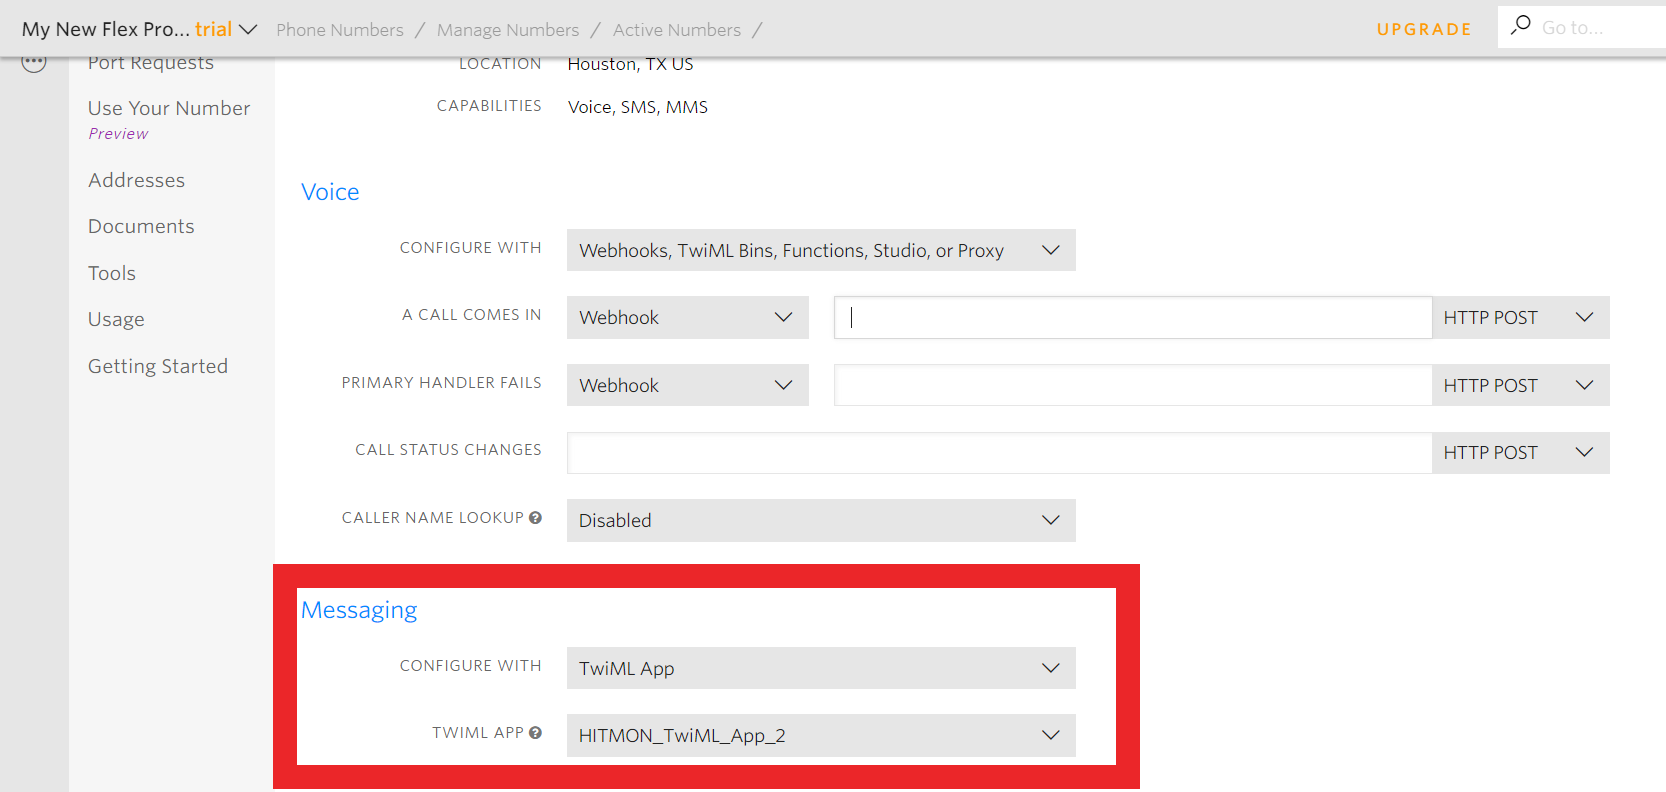 My New Flex Pro... trial Phone Numbers / Manage Numbers / Active Numbers / UPGRADE Go to...
Port Requests
Use Your Number
Preview
Addresses
Documents
Tools
Usage
Getting Started
LOCATION Houston, TX US
CAPABILITIES Voice, SMS, MMS
Voice
CONFIGURE WITH Webhooks, TwiML Bins, Functions, Studio, or Proxy
A CALL COMES IN Webhook HTTP POST
PRIMARY HANDLER FAILS Webhook HTTP POST
CALL STATUS CHANGES HTTP POST
CALLER NAME LOOKUP ? Disabled
Messaging
CONFIGURE WITH TwiML App
TWIML APP ? HITMON_TwiML_App_2